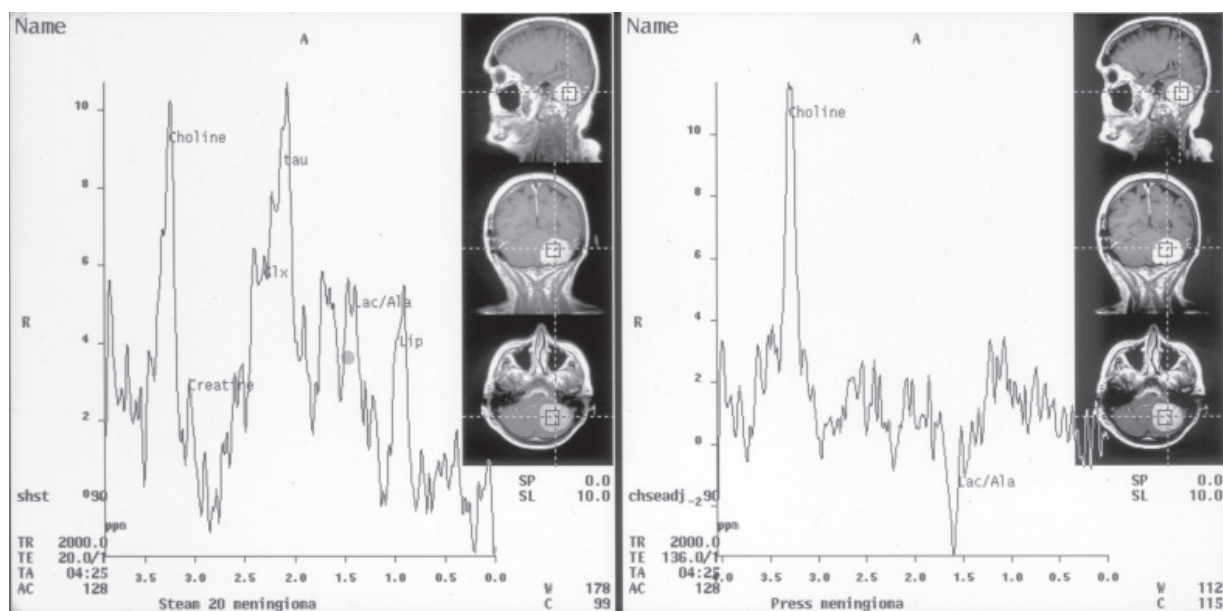 Name
A
10
8
6
4
2
0
R
Choline
tau
Glx
Lac/Ala
Lip
Creatine
shst 90
ppm
TR 2000.0
TE 20.0/1
TA 04:25
AC 128
3.5 3.0 2.5 2.0 1.5 1.0 0.5 0.0
Steam 20 meningioma
SP 0.0
SL 10.0
W 178
C 99
Name
A
10
8
6
4
2
0
-2
R
Choline
Lac/Ala
chseadj 90
TR 2000.0
TE 136.0/1
TA 04:25
AC 128
3.5 3.0 2.5 2.0 1.5 1.0 0.5 0.0
Press meningioma
SP 0.0
SL 10.0
W 112
C 115